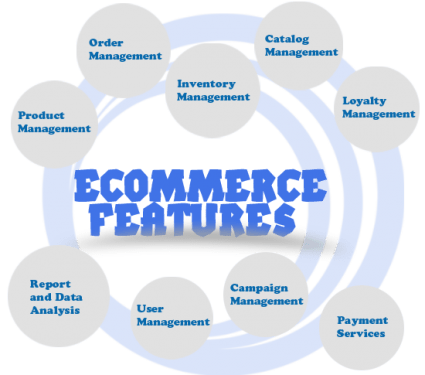 Order
Management
Catalog
Management
Inventory
Management
Product
Management
Loyalty
Management
ECOMMERCE
FEATURES
Report
and Data
Analysis
User
Management
Campaign
Management
Payment
Services